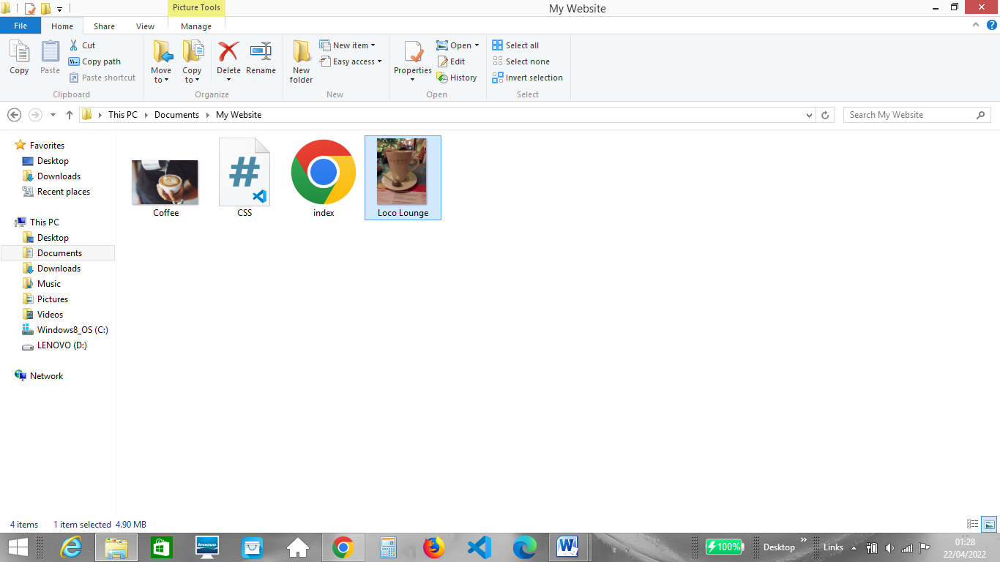 Picture Tools
My Website
File
Home
Share
View
Manage
Copy
Paste
Cut
Copy path
Paste shortcut
Clipboard
Move to
Copy to
Delete
Rename
Organize
New folder
New item
Easy access
New
Properties
Open
Edit
History
Open
Select all
Select none
Invert selection
Select
This PC
Documents
My Website
Search My Website
Favorites
Desktop
Downloads
Recent places
This PC
Desktop
Documents
Downloads
Music
Pictures
Videos
Windows8_OS (C:)
LENOVO (D:)
Network
#
Coffee
CSS
index
Loco Lounge
4 items
1 item selected 4.90 MB
lenovo
100%
Desktop
Links
01:28
22/04/2022